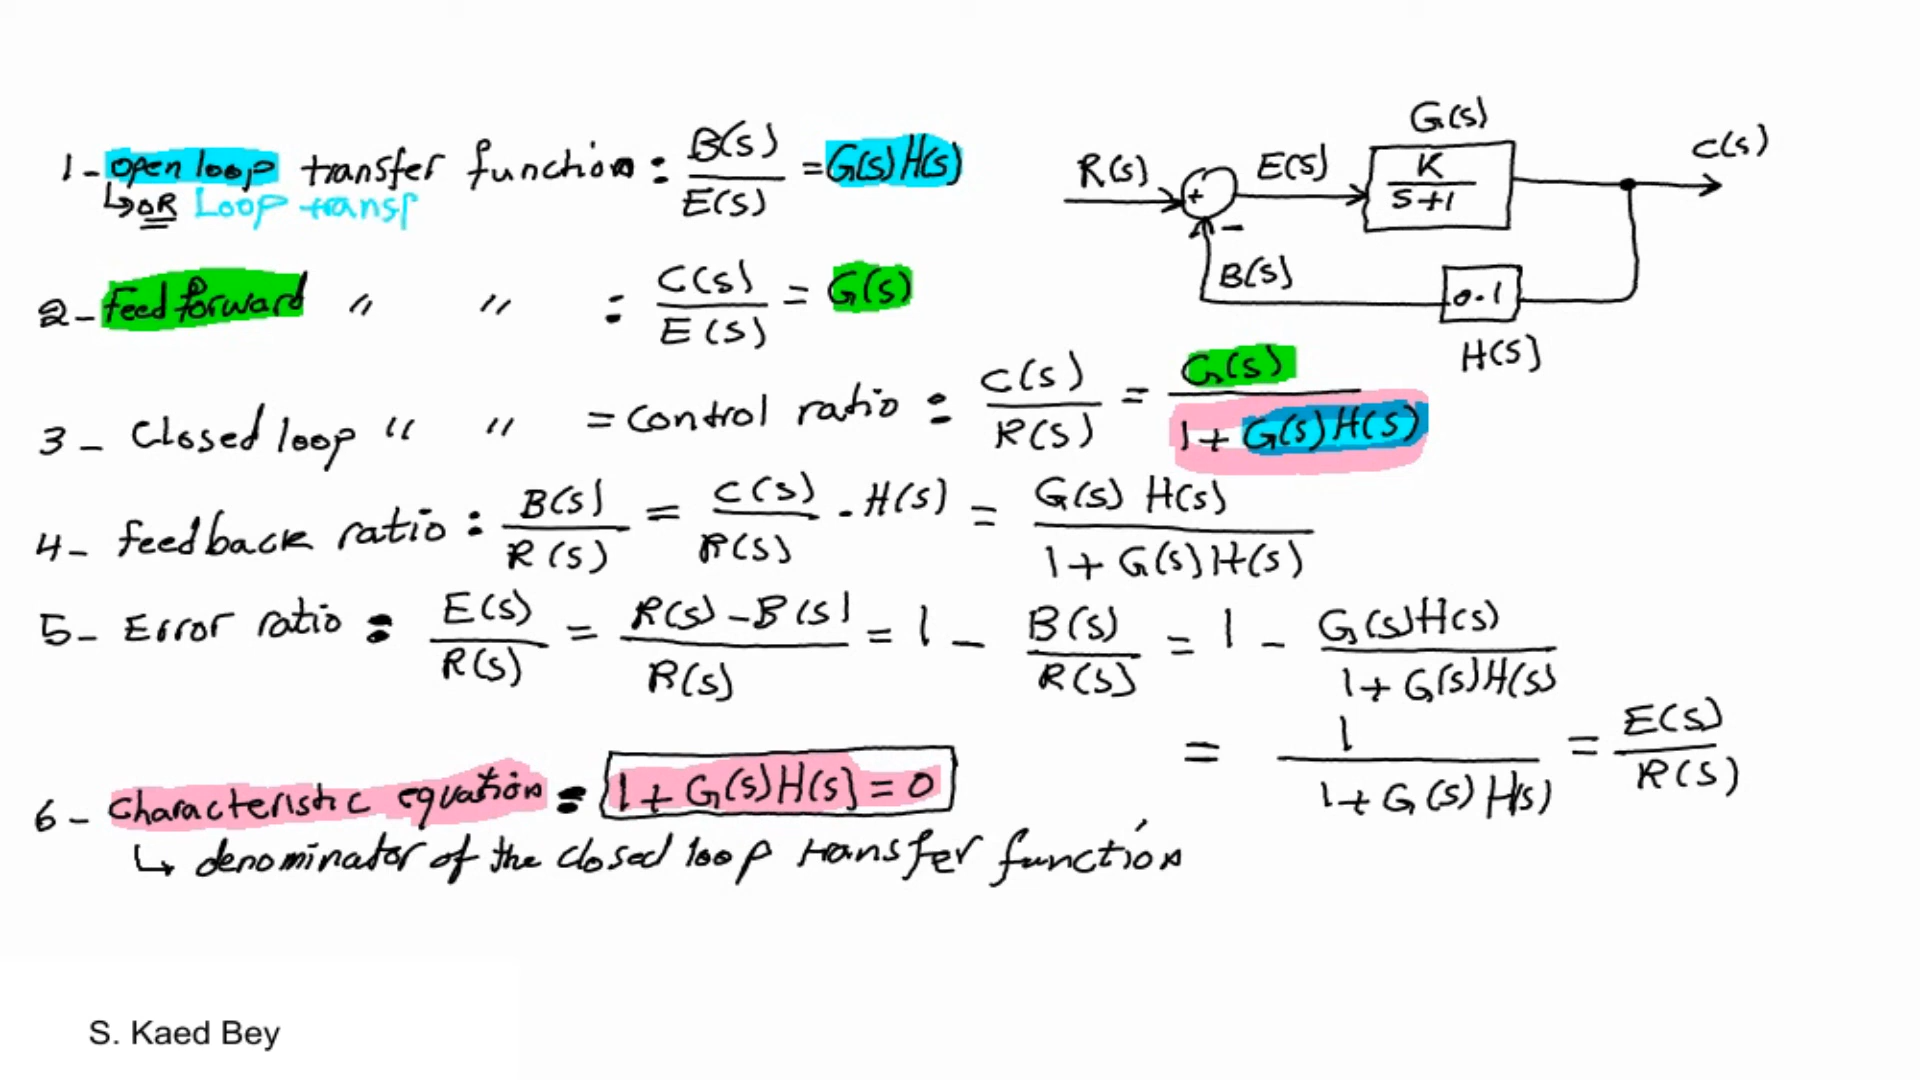 G(s)
1- open loop transfer function : B(s)/E(s) = G(s)H(s)
↳ OR Loop transf
R(s) + - E(s) K/(s+1) C(s)
B(s) 0.1
H(s)
2- feed forward " " : C(s)/E(s) = G(s)
3- Closed loop " " = control ratio : C(s)/R(s) = G(s)/(1+G(s)H(s))
4- feedback ratio : B(s)/R(s) = C(s)/R(s) . H(s) = G(s) H(s)/(1+G(s)H(s))
5- Error ratio : E(s)/R(s) = R(s)-B(s)/R(s) = 1 - B(s)/R(s) = 1 - G(s)H(s)/(1+G(s)H(s))
= 1/(1+G(s)H(s)) = E(s)/R(s)
6- Characteristic equation : 1+G(s)H(s)=0
↳ denominator of the closed loop transfer function
S. Kaed Bey